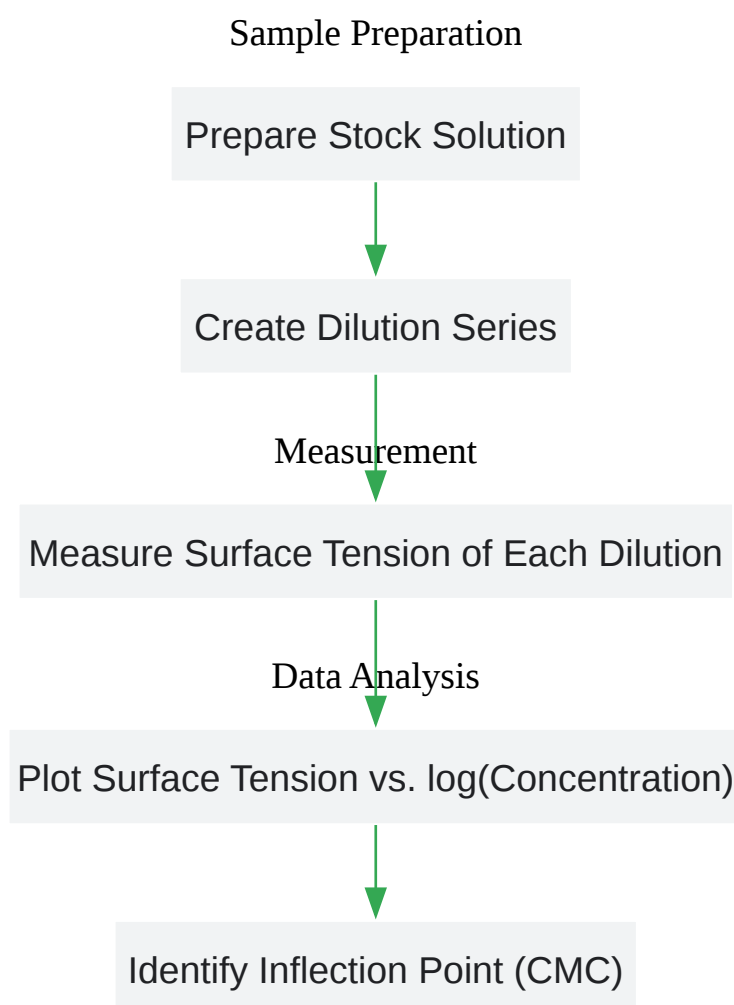 Sample Preparation
Prepare Stock Solution
Create Dilution Series
Measurement
Measure Surface Tension of Each Dilution
Data Analysis
Plot Surface Tension vs. log(Concentration)
Identify Inflection Point (CMC)